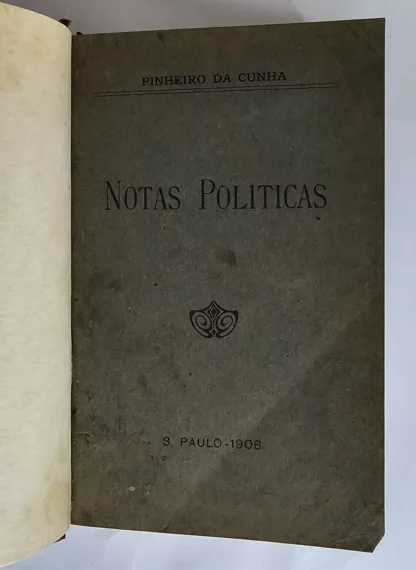 PINHEIRO DA CUNHA
NOTAS POLITICAS
S. PAULO-1906